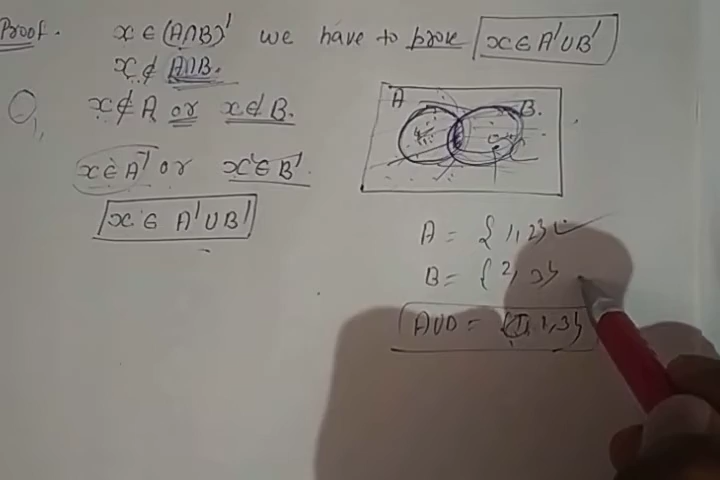 Proof. x ∈ (A∩B)' we have to prove x ∈ A'∪B'
x ∉ A∩B.
x ∉ A or x ∉ B.
x ∈ A' or x ∈ B'.
x ∈ A'∪B'
A B.
A = {1, 2}
B = {2, 3}
A∪B = {1, 2, 3}